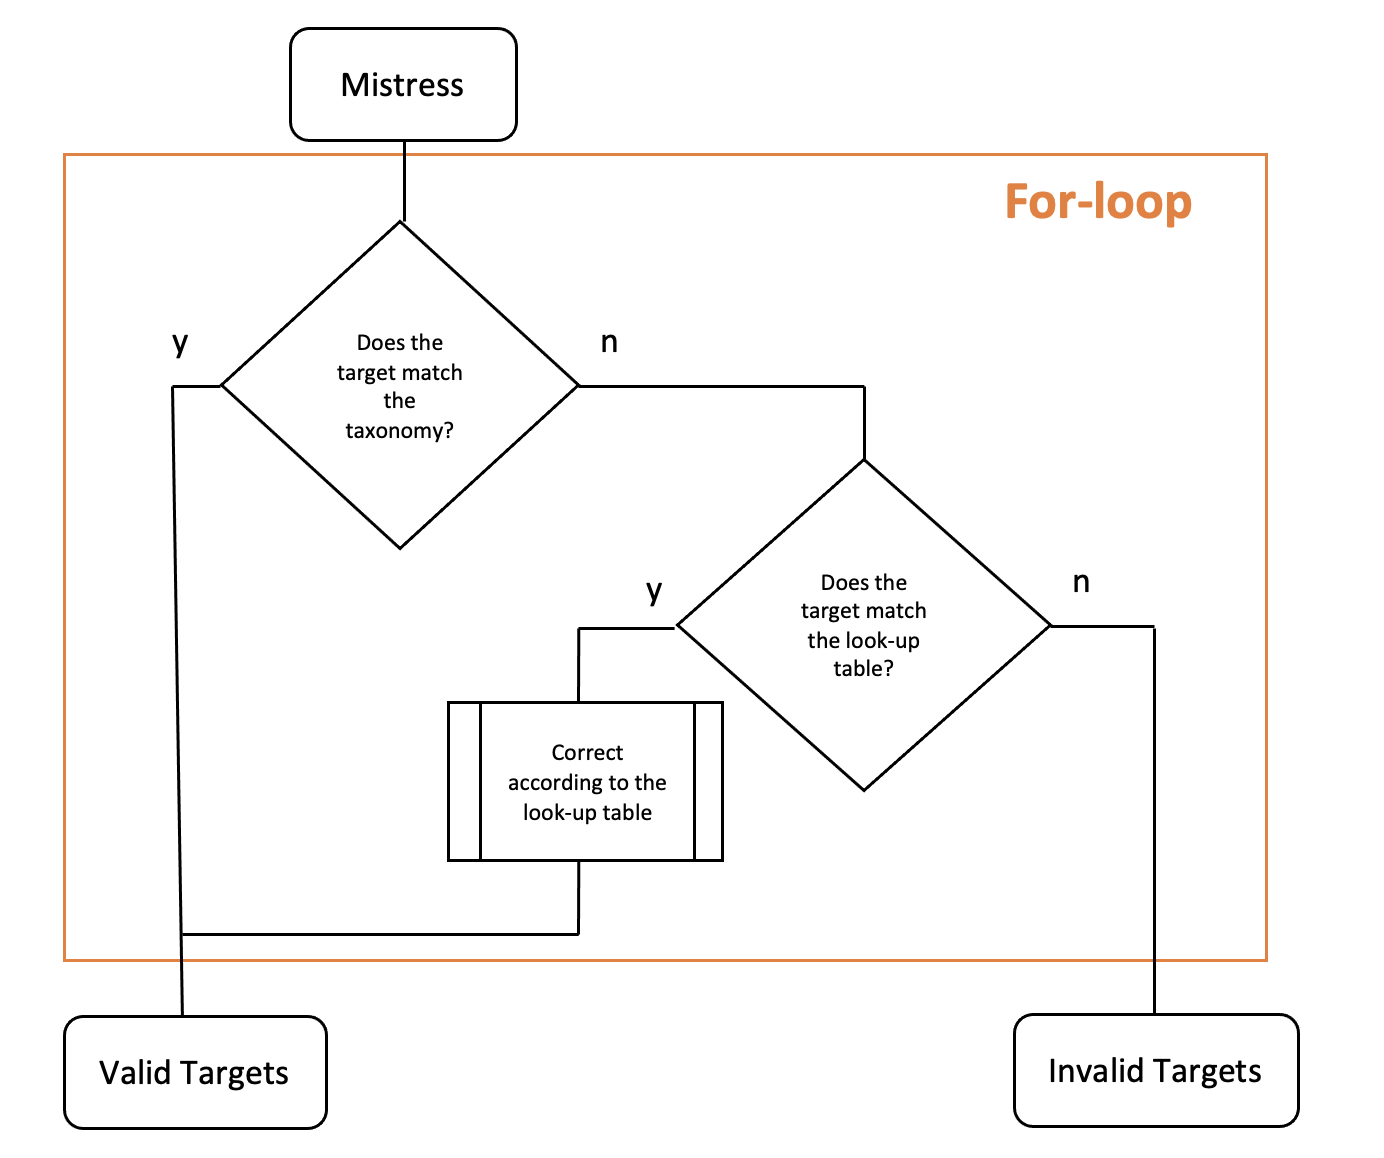 Mistress
For-loop
y
n
Does the
target match
the
taxonomy?
y
n
Does the
target match
the look-up
table?
Correct
according to the
look-up table
Valid Targets
Invalid Targets